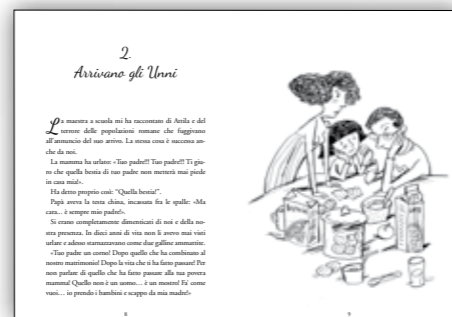 2.
Arrivano gli Unni
La maestra a scuola mi ha raccontato di Attila e del
terrore delle popolazioni romane che fuggivano
all'annuncio del suo arrivo. La stessa cosa è successa an-
che da noi.
La mamma ha urlato: «Tuo padre!!! Tuo padre!!! Ti giu-
ro che quella bestia di tuo padre non metterà mai piede
in casa mia!».
Ha detto proprio così: "Quella bestia!".
Papà aveva la testa china, incassata fra le spalle: «Ma
cara... è sempre mio padre!».
Si erano completamente dimenticati di noi e della no-
stra presenza. In dieci anni di vita non li avevo mai visti
urlare e adesso starnazzavano come due galline ammattite.
«Tuo padre un corno! Dopo quello che ha combinato al
nostro matrimonio! Dopo la vita che ti ha fatto passare! Per
non parlare di quello che ha fatto passare alla tua povera
mamma! Quello non è un uomo... è un mostro! Fa' come
vuoi... io prendo i bambini e scappo da mia madre!»
8
9